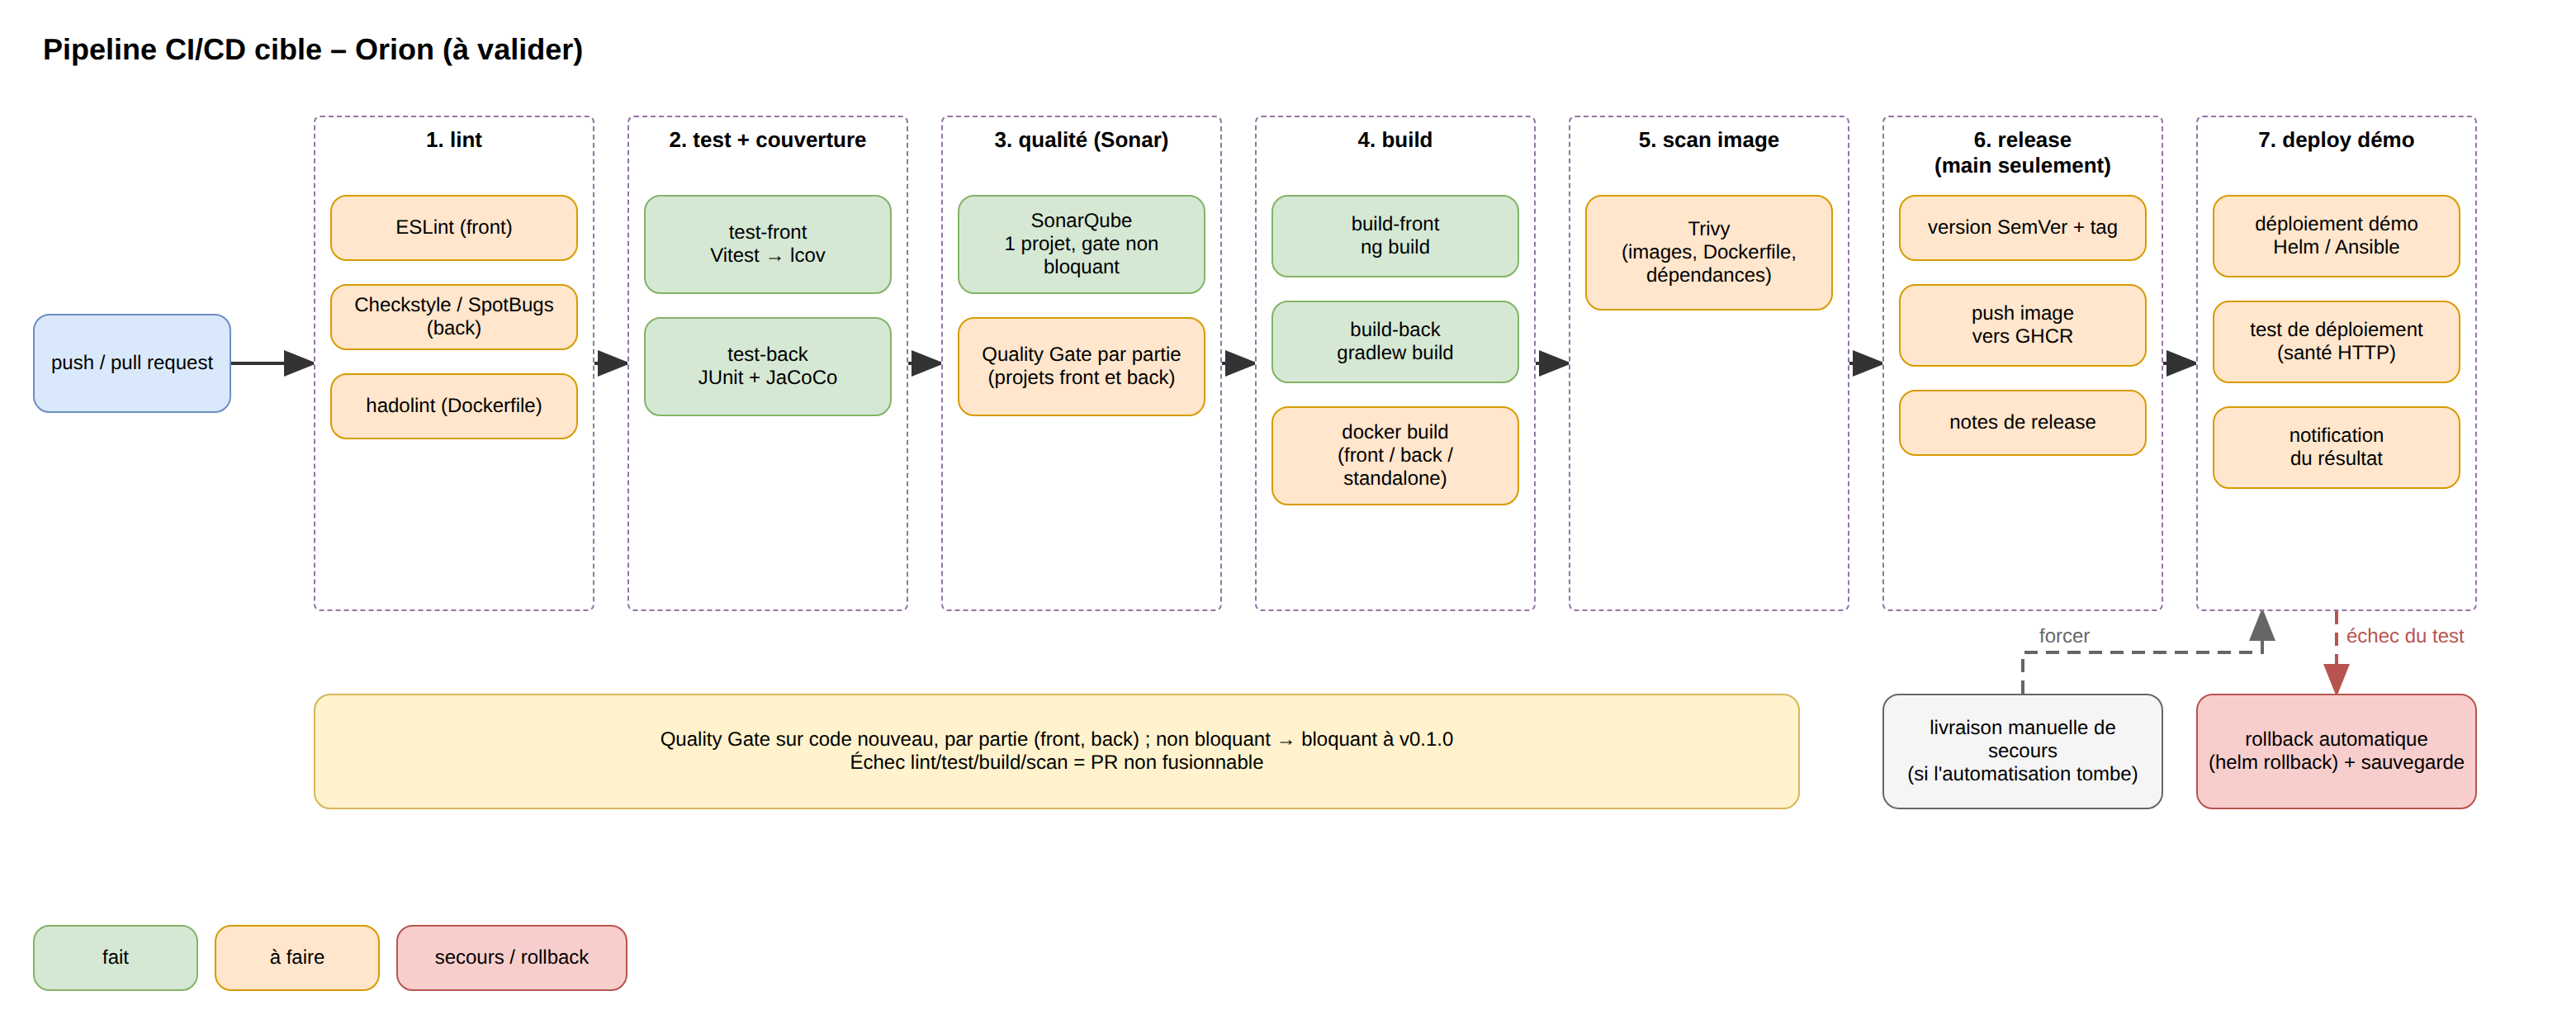 Pipeline CI/CD cible – Orion (à valider)
push / pull request
1. lint
ESLint (front)
Checkstyle / SpotBugs
(back)
hadolint (Dockerfile)
2. test + couverture
test-front
Vitest → lcov
test-back
JUnit + JaCoCo
3. qualité (Sonar)
SonarQube
1 projet, gate non
bloquant
Quality Gate par partie
(projets front et back)
4. build
build-front
ng build
build-back
gradlew build
docker build
(front / back /
standalone)
5. scan image
Trivy
(images, Dockerfile,
dépendances)
6. release
(main seulement)
version SemVer + tag
push image
vers GHCR
notes de release
7. deploy démo
déploiement démo
Helm / Ansible
test de déploiement
(santé HTTP)
notification
du résultat
forcer
échec du test
Quality Gate sur code nouveau, par partie (front, back) ; non bloquant → bloquant à v0.1.0
Échec lint/test/build/scan = PR non fusionnable
livraison manuelle de
secours
(si l'automatisation tombe)
rollback automatique
(helm rollback) + sauvegarde
fait
à faire
secours / rollback